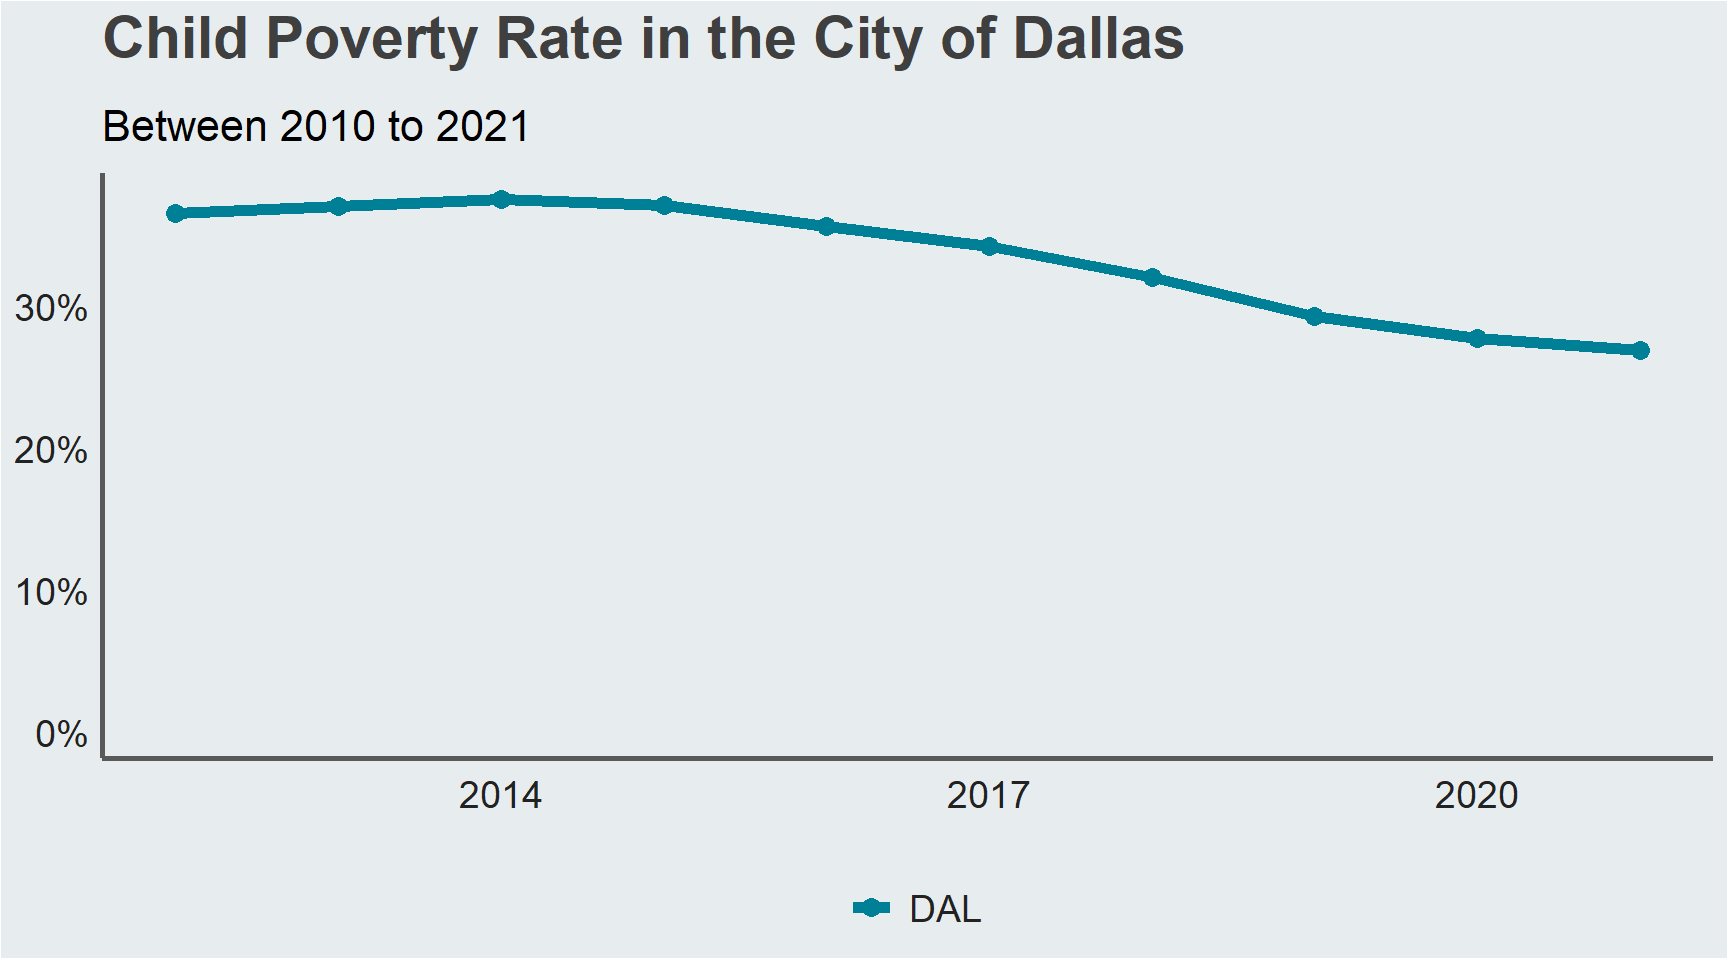 Child Poverty Rate in the City of Dallas
Between 2010 to 2021
30%
20%
10%
0%
2014 2017 2020
DAL